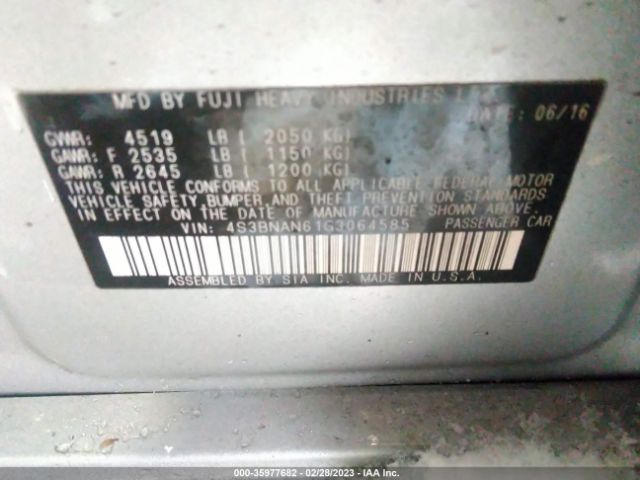 MFD BY FUJI HEAVY INDUSTRIES LTD.
DATE: 06/16
GVWR: 4519 LB ( 2050 KG)
GAWR: F 2535 LB ( 1150 KG)
GAWR: R 2645 LB ( 1200 KG)
THIS VEHICLE CONFORMS TO ALL APPLICABLE FEDERAL MOTOR
VEHICLE SAFETY, BUMPER, AND THEFT PREVENTION STANDARDS
IN EFFECT ON THE DATE OF MANUFACTURE SHOWN ABOVE.
VIN: 4S3BNAN61G3064585 PASSENGER CAR
ASSEMBLED BY SIA INC. MADE IN U.S.A.
000-35977682 - 02/28/2023 - IAA Inc.